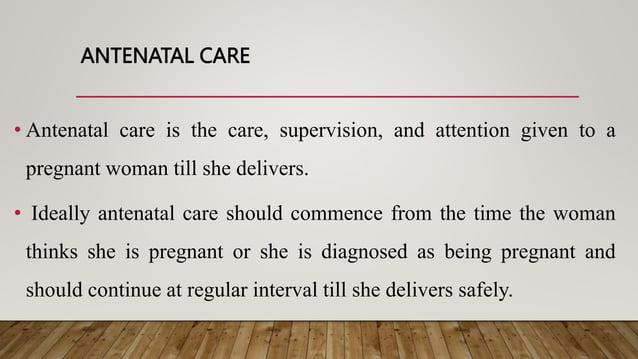 ANTENATAL CARE
• Antenatal care is the care, supervision, and attention given to a
pregnant woman till she delivers.
• Ideally antenatal care should commence from the time the woman
thinks she is pregnant or she is diagnosed as being pregnant and
should continue at regular interval till she delivers safely.